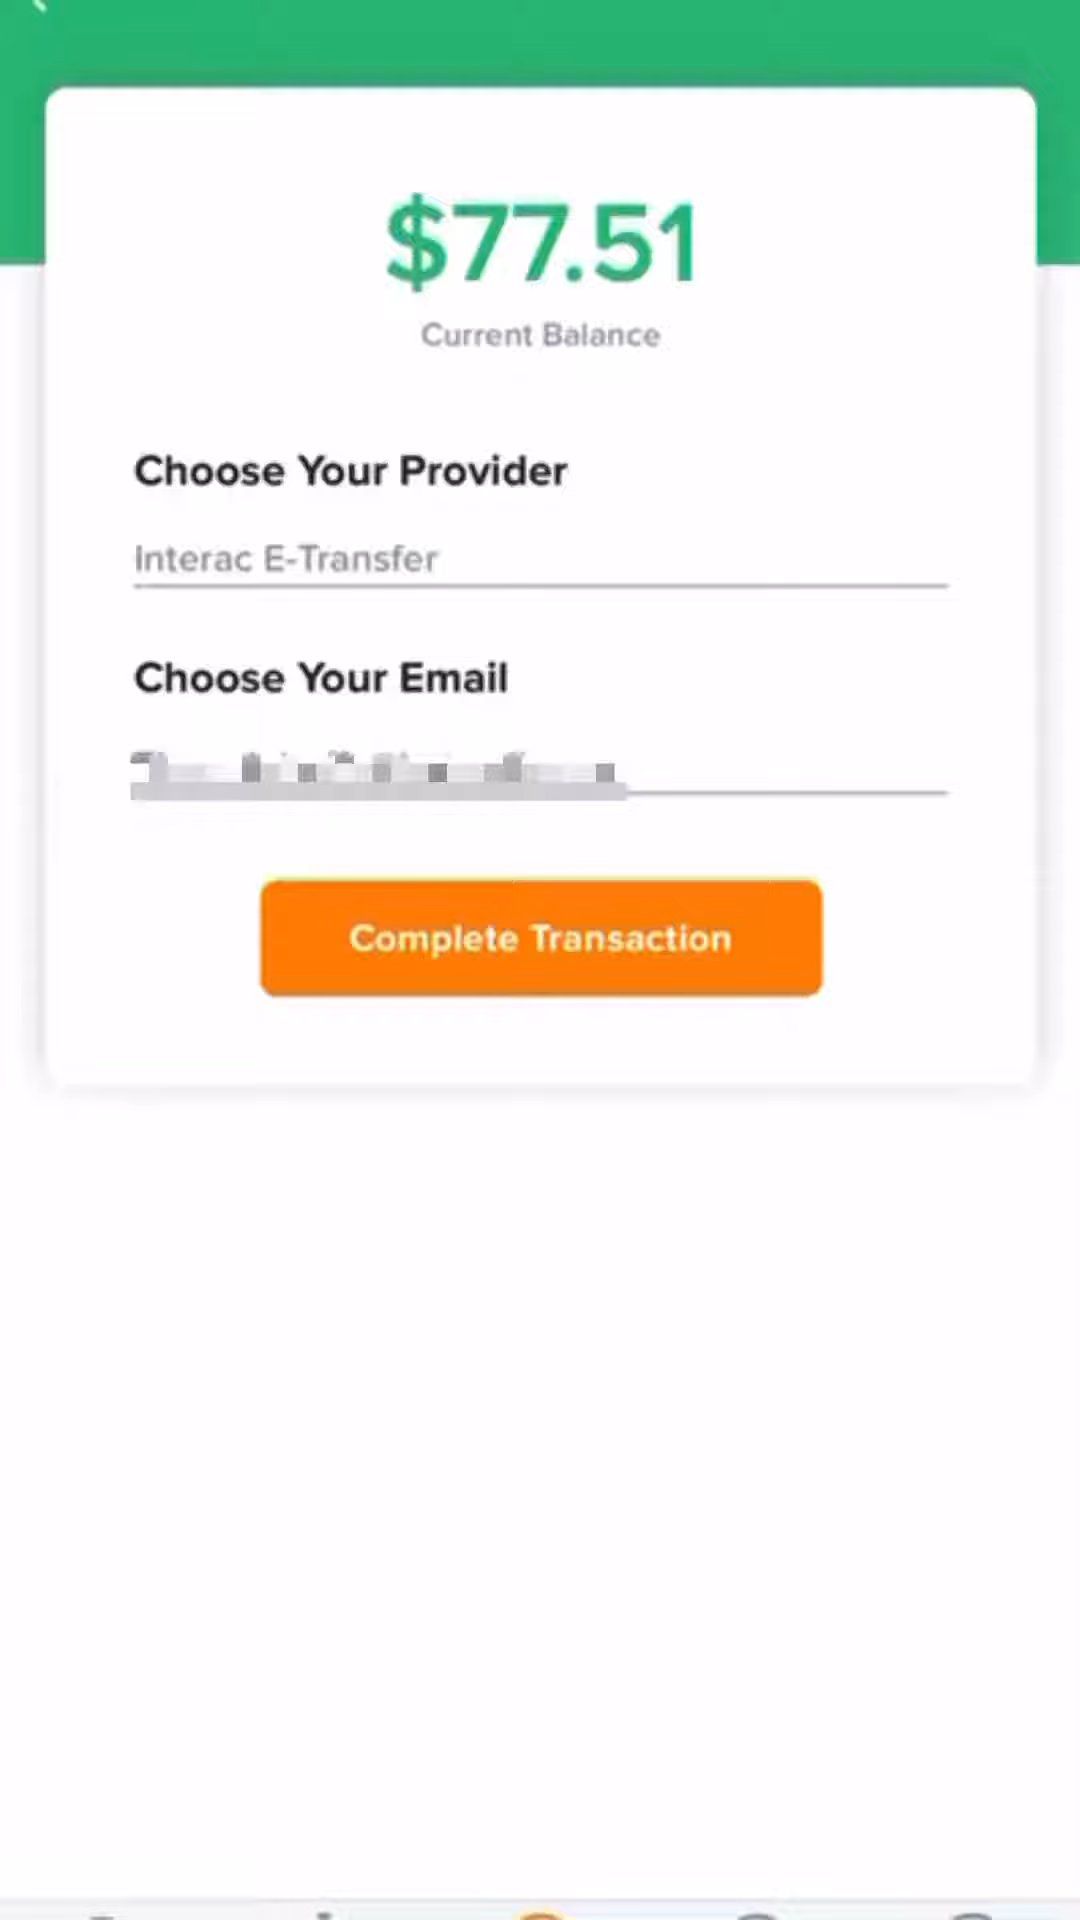 $77.51
Current Balance
Choose Your Provider
Interac E-Transfer
Choose Your Email
Complete Transaction